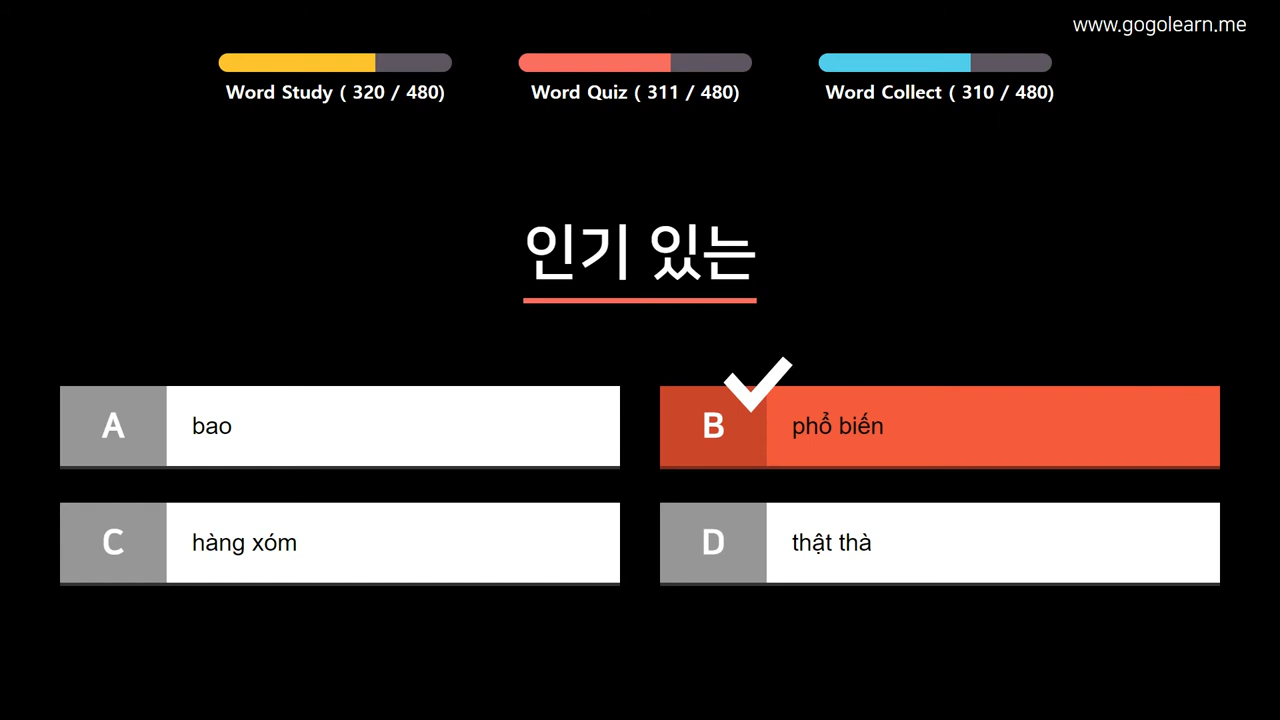 www.gogolearn.me
Word Study ( 320 / 480)
Word Quiz ( 311 / 480)
Word Collect ( 310 / 480)
인기 있는
A bao
B phổ biến
C hàng xóm
D thật thà